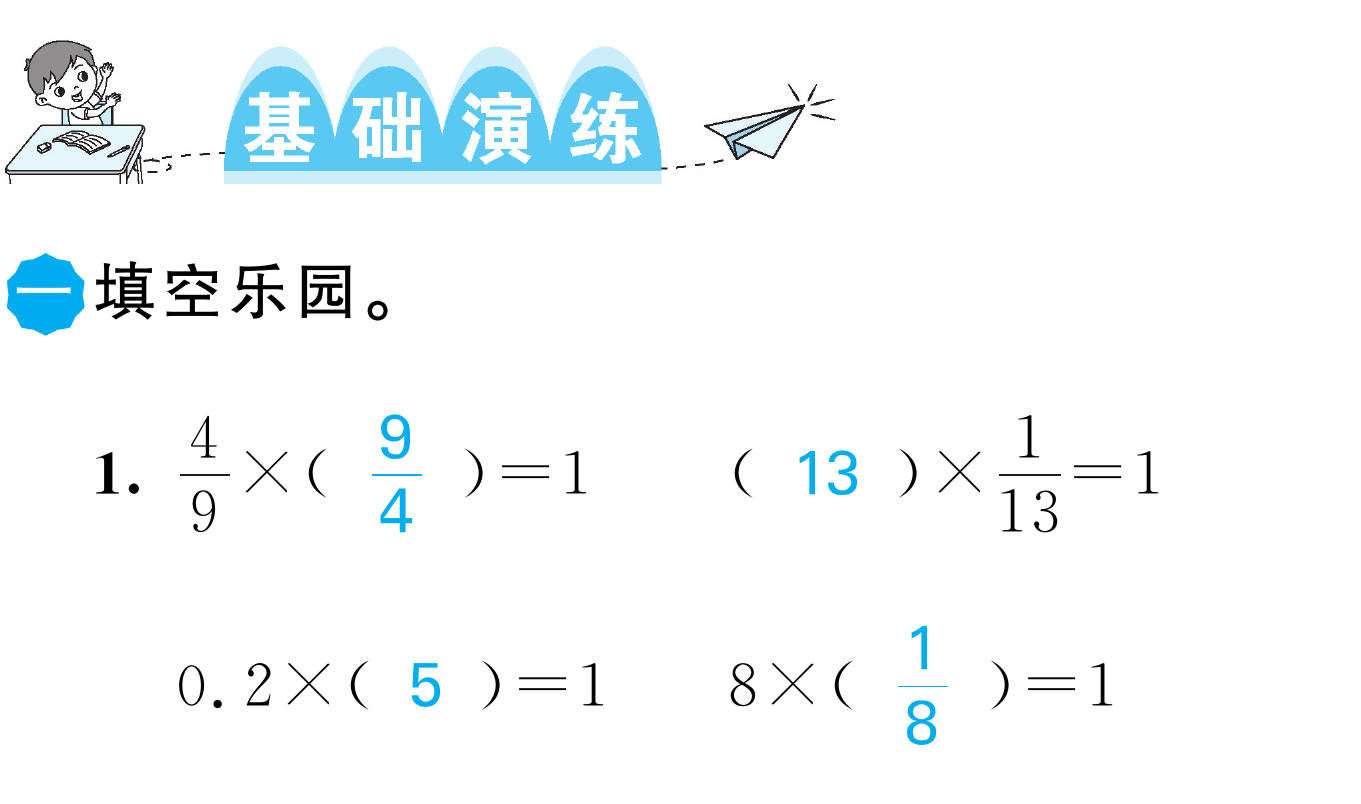 基础演练
一 填空乐园。
1. 4/9×( 9/4 )=1 ( 13 )×1/13=1
0.2×( 5 )=1 8×( 1/8 )=1